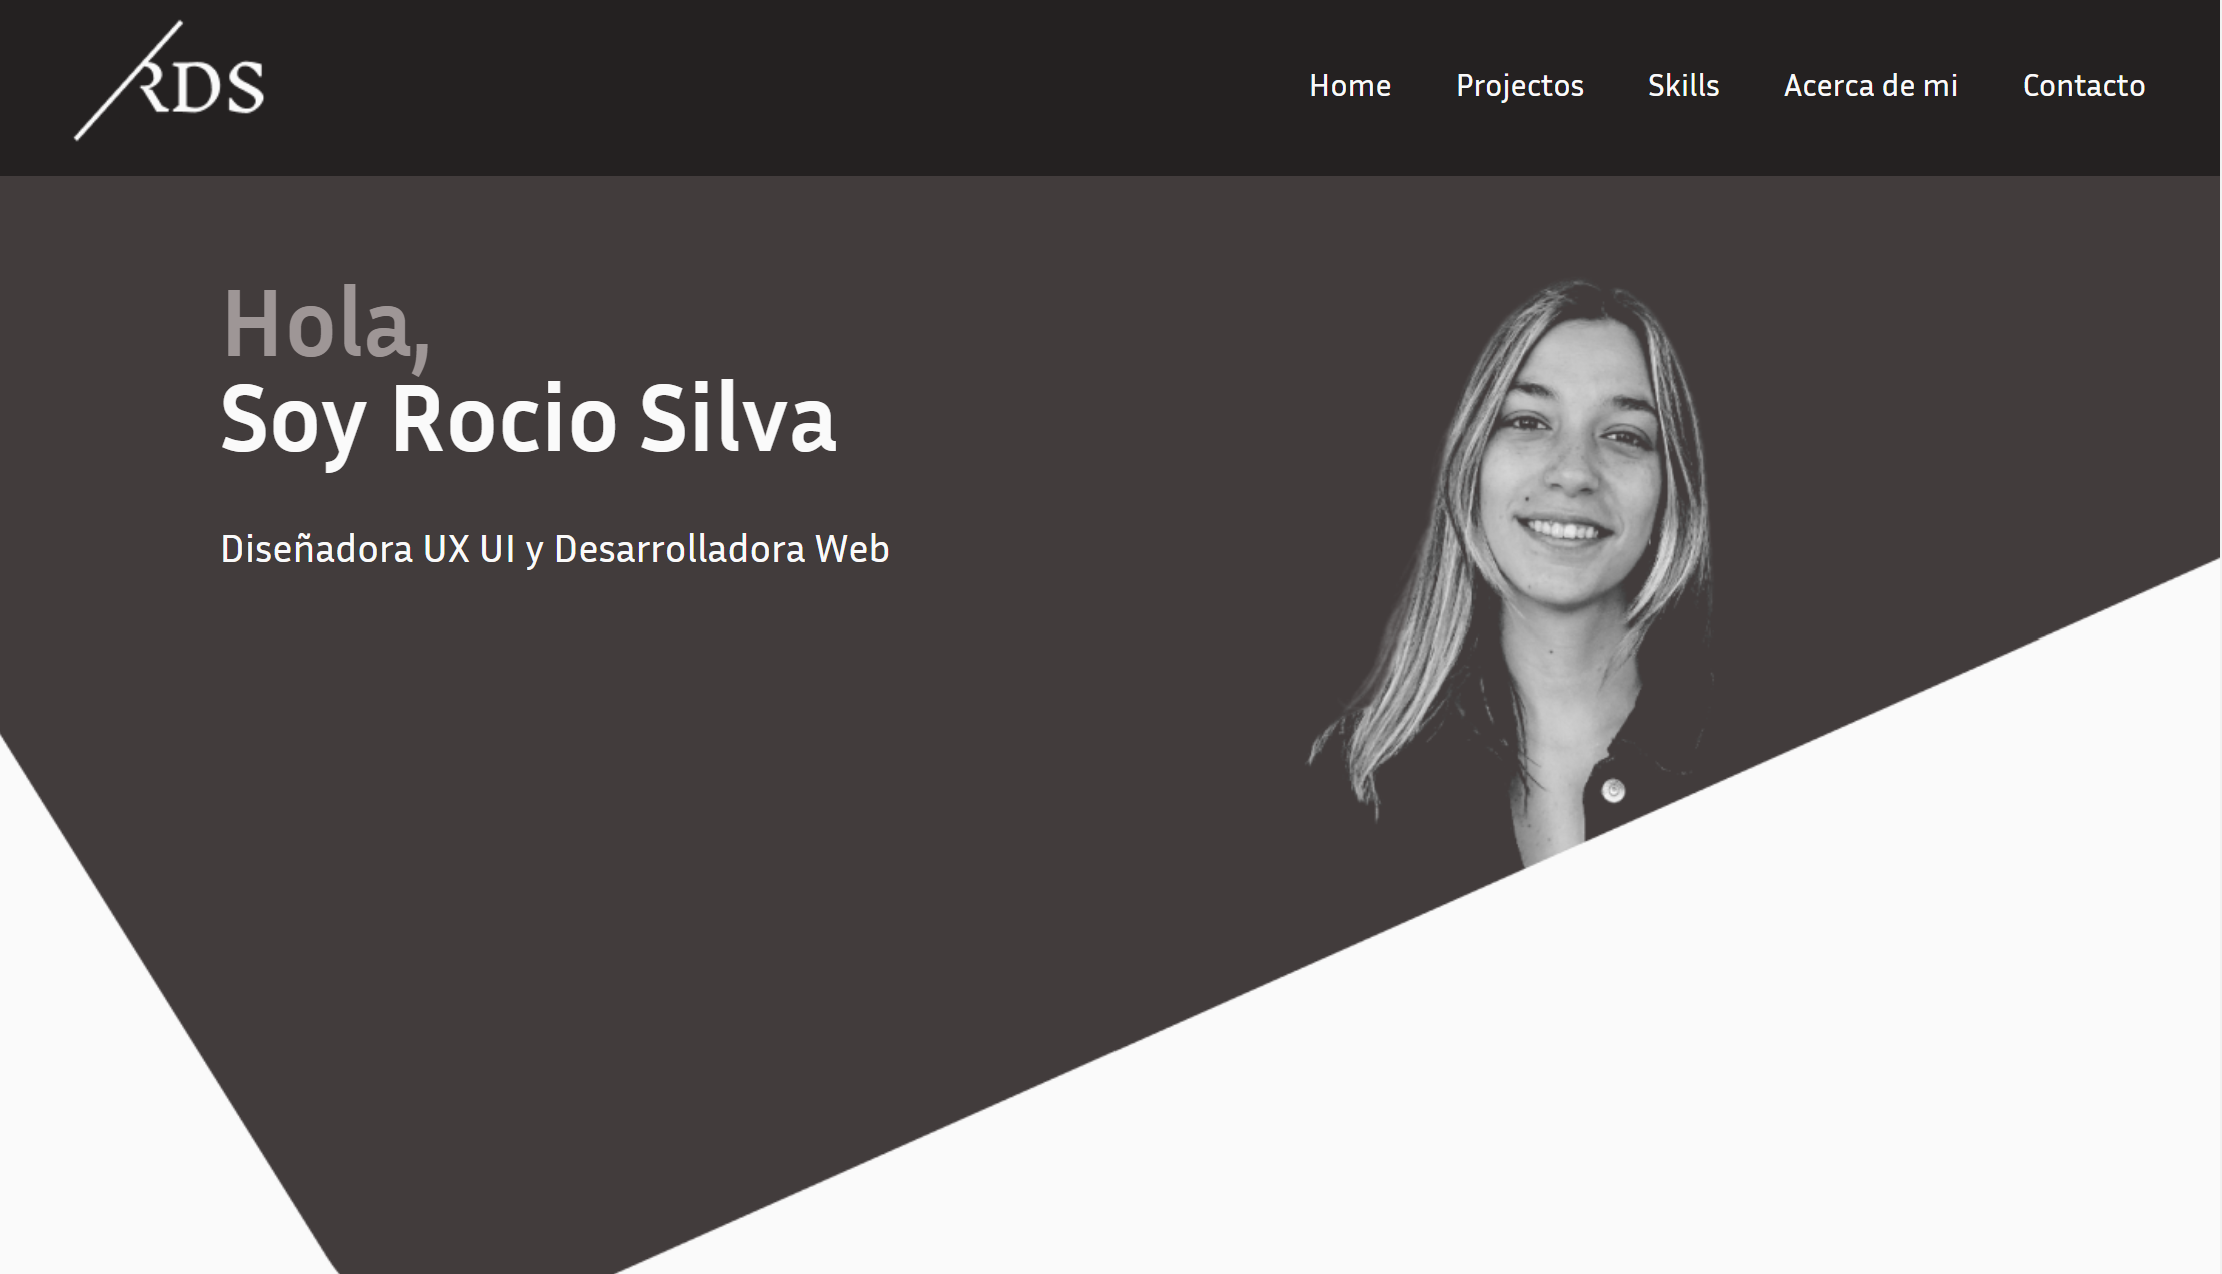 RDS
Home Projectos Skills Acerca de mi Contacto
Hola,
Soy Rocio Silva
Diseñadora UX UI y Desarrolladora Web